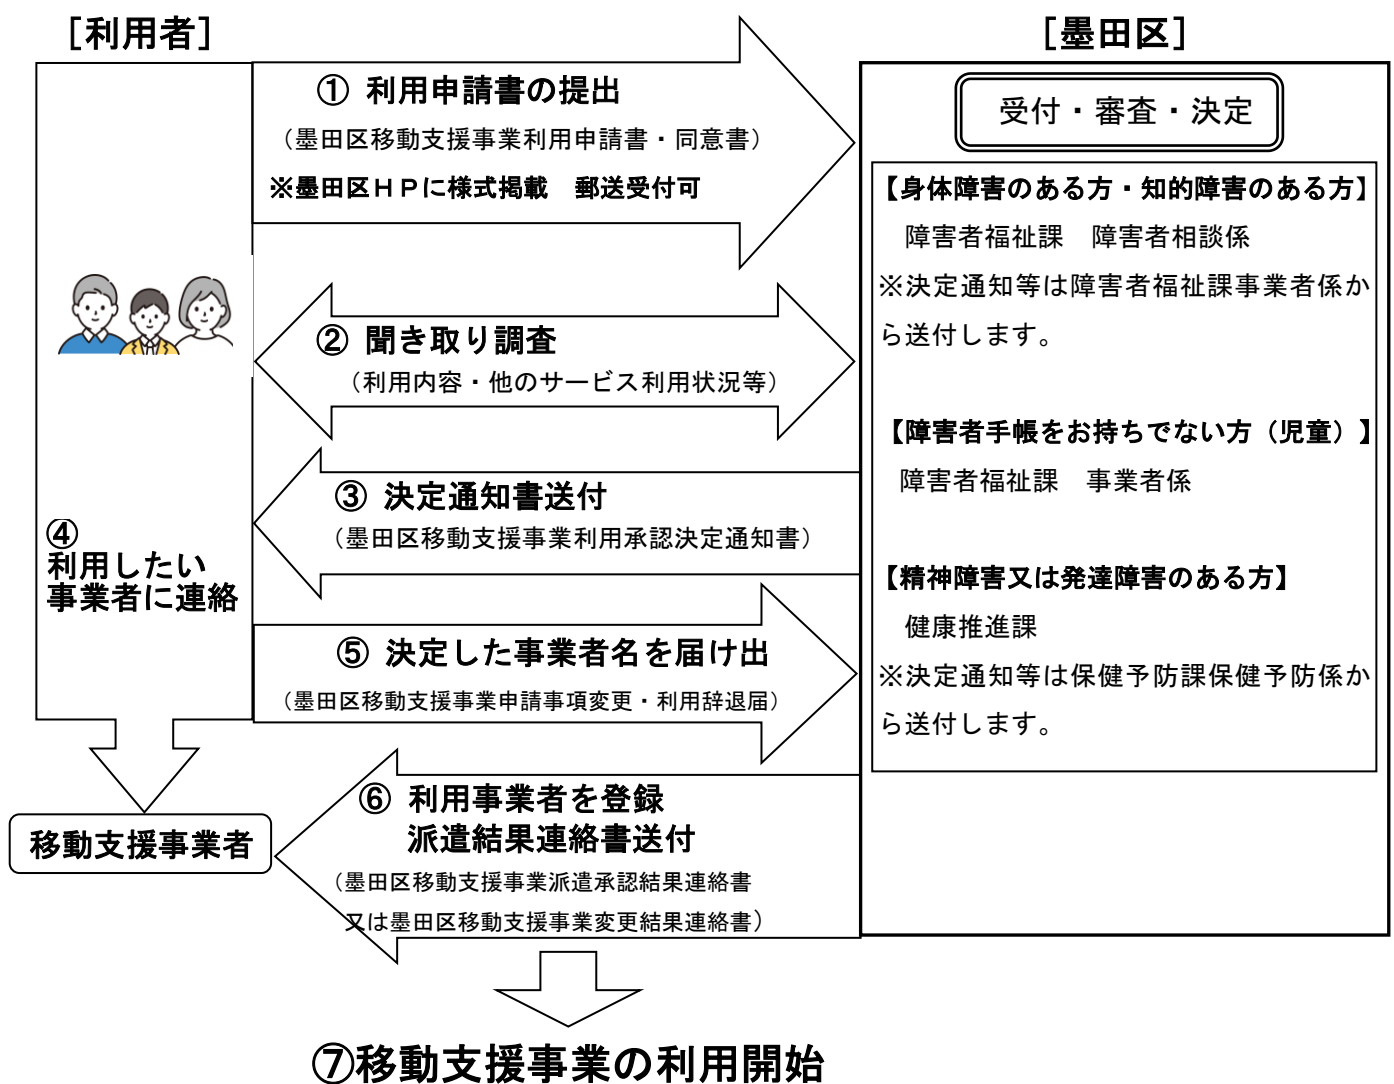 ［利用者］
［墨田区］
① 利用申請書の提出
（墨田区移動支援事業利用申請書・同意書）
※墨田区ＨＰに様式掲載　郵送受付可
② 聞き取り調査
（利用内容・他のサービス利用状況等）
③ 決定通知書送付
（墨田区移動支援事業利用承認決定通知書）
④
利用したい
事業者に連絡
⑤ 決定した事業者名を届け出
（墨田区移動支援事業申請事項変更・利用辞退届）
移動支援事業者
⑥ 利用事業者を登録
派遣結果連絡書送付
（墨田区移動支援事業派遣承認結果連絡書
又は墨田区移動支援事業変更結果連絡書）
受付・審査・決定
【身体障害のある方・知的障害のある方】
障害者福祉課　障害者相談係
※決定通知等は障害者福祉課事業者係か
ら送付します。
【障害者手帳をお持ちでない方（児童）】
障害者福祉課　事業者係
【精神障害又は発達障害のある方】
健康推進課
※決定通知等は保健予防課保健予防係か
ら送付します。
⑦移動支援事業の利用開始